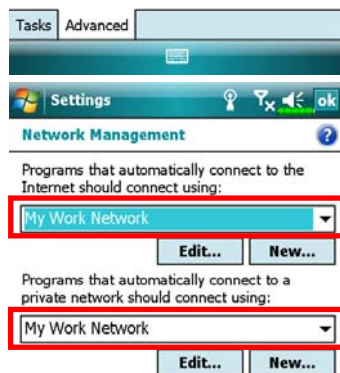 Tasks Advanced
Settings ok
Network Management ?
Programs that automatically connect to the
Internet should connect using:
My Work Network
Edit... New...
Programs that automatically connect to a
private network should connect using:
My Work Network
Edit... New...